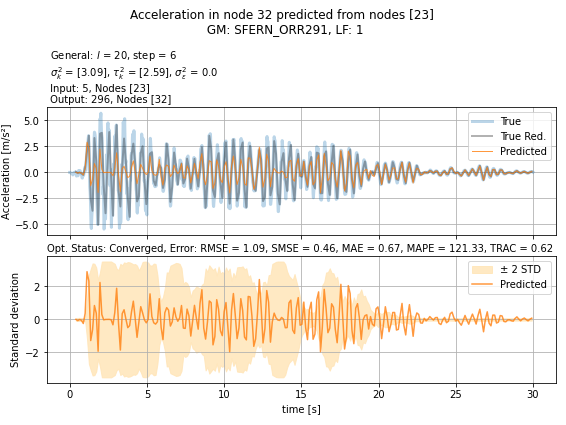 Acceleration in node 32 predicted from nodes [23]
GM: SFERN_ORR291, LF: 1
General: l = 20, step = 6
σ²ₖ = [3.09], τ²ₖ = [2.59], σ²ₑ = 0.0
Input: 5, Nodes [23]
Output: 296, Nodes [32]
Acceleration [m/s²]
5.0
2.5
0.0
−2.5
−5.0
True
True Red.
Predicted
Opt. Status: Converged, Error: RMSE = 1.09, SMSE = 0.46, MAE = 0.67, MAPE = 121.33, TRAC = 0.62
Standard deviation
2
0
−2
± 2 STD
Predicted
0 5 10 15 20 25 30
time [s]